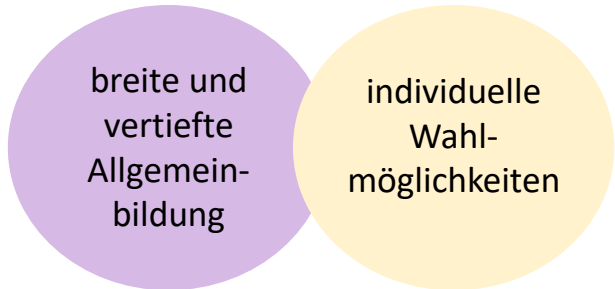 breite und
vertiefte
Allgemein-
bildung
individuelle
Wahl-
möglichkeiten